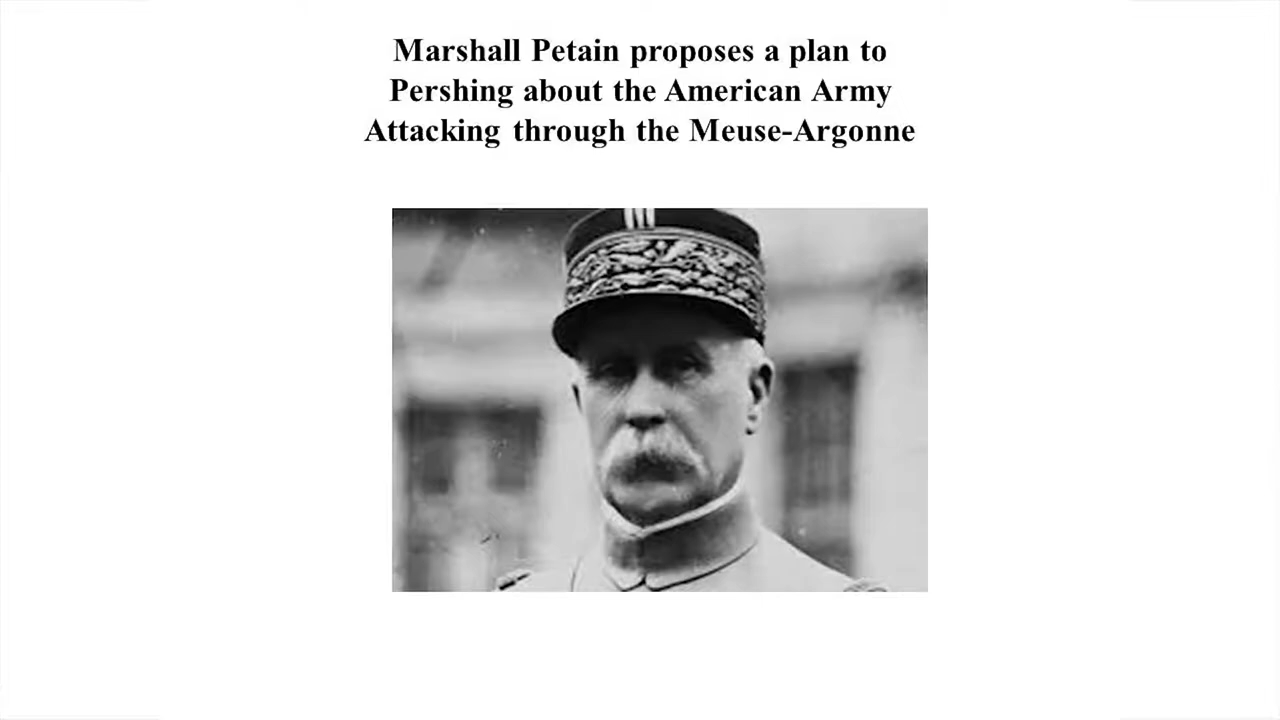 Marshall Petain proposes a plan to
Pershing about the American Army
Attacking through the Meuse-Argonne